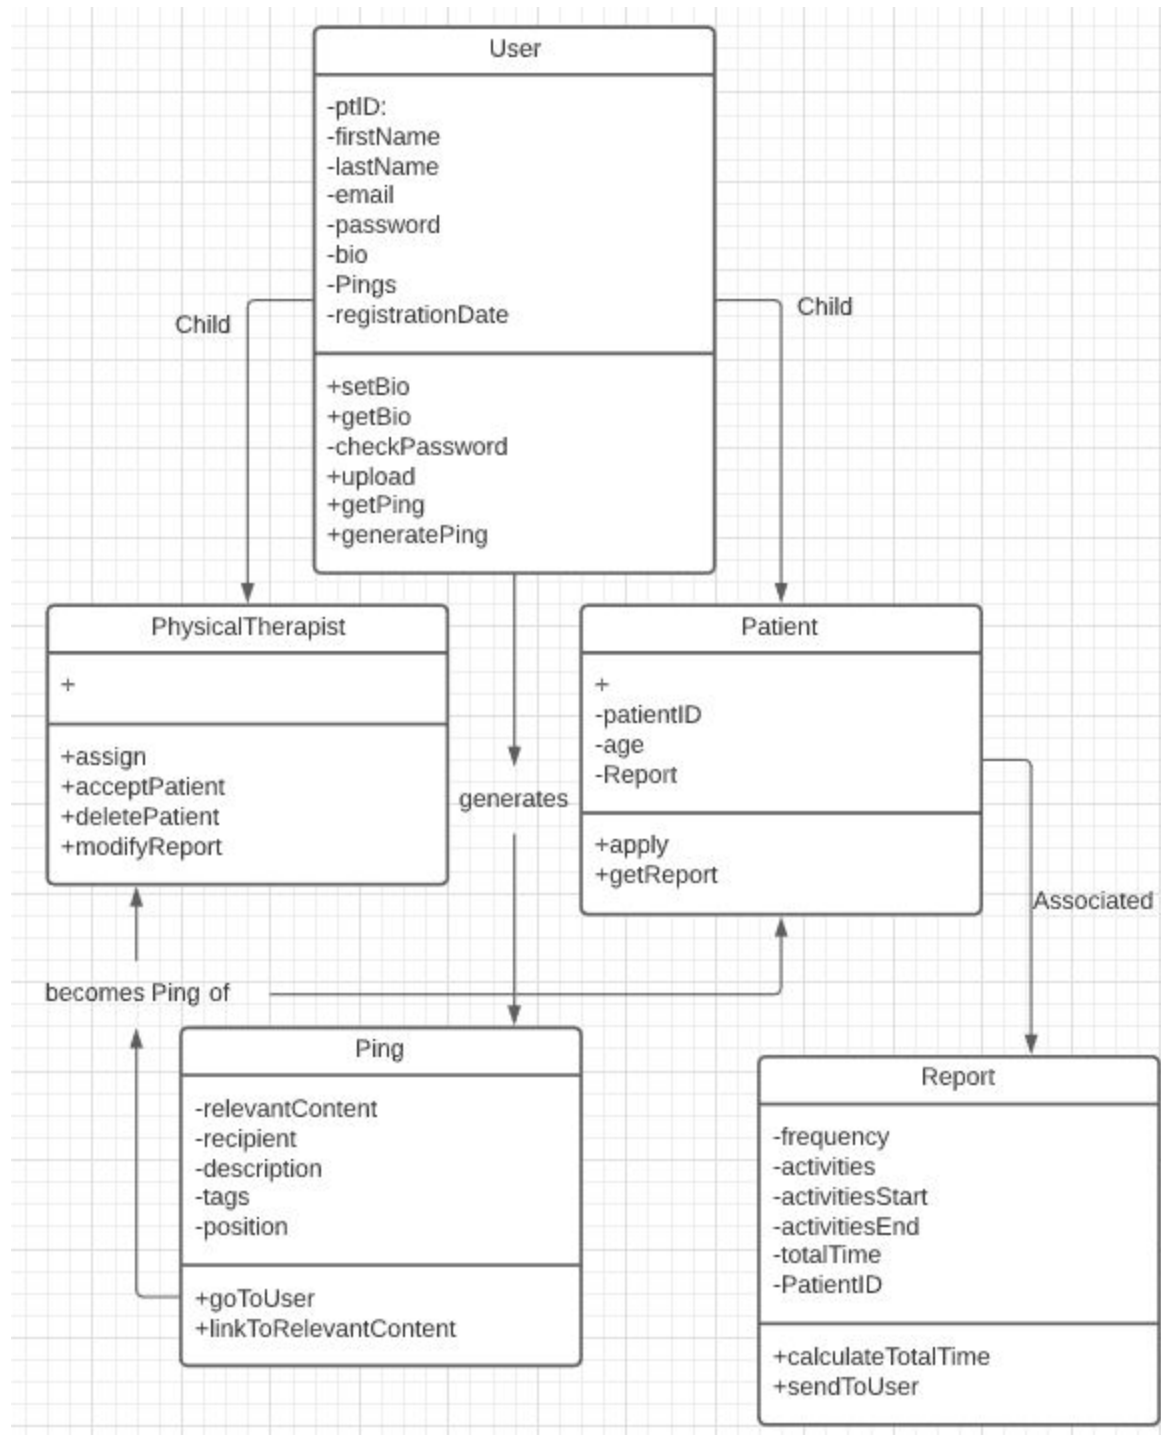 User
-ptID:
-firstName
-lastName
-email
-password
-bio
-Pings
-registrationDate
+setBio
+getBio
-checkPassword
+upload
+getPing
+generatePing
Child
Child
PhysicalTherapist
+
+assign
+acceptPatient
+deletePatient
+modifyReport
generates
Patient
+
-patientID
-age
-Report
+apply
+getReport
Associated
becomes Ping of
Ping
-relevantContent
-recipient
-description
-tags
-position
+goToUser
+linkToRelevantContent
Report
-frequency
-activities
-activitiesStart
-activitiesEnd
-totalTime
-PatientID
+calculateTotalTime
+sendToUser